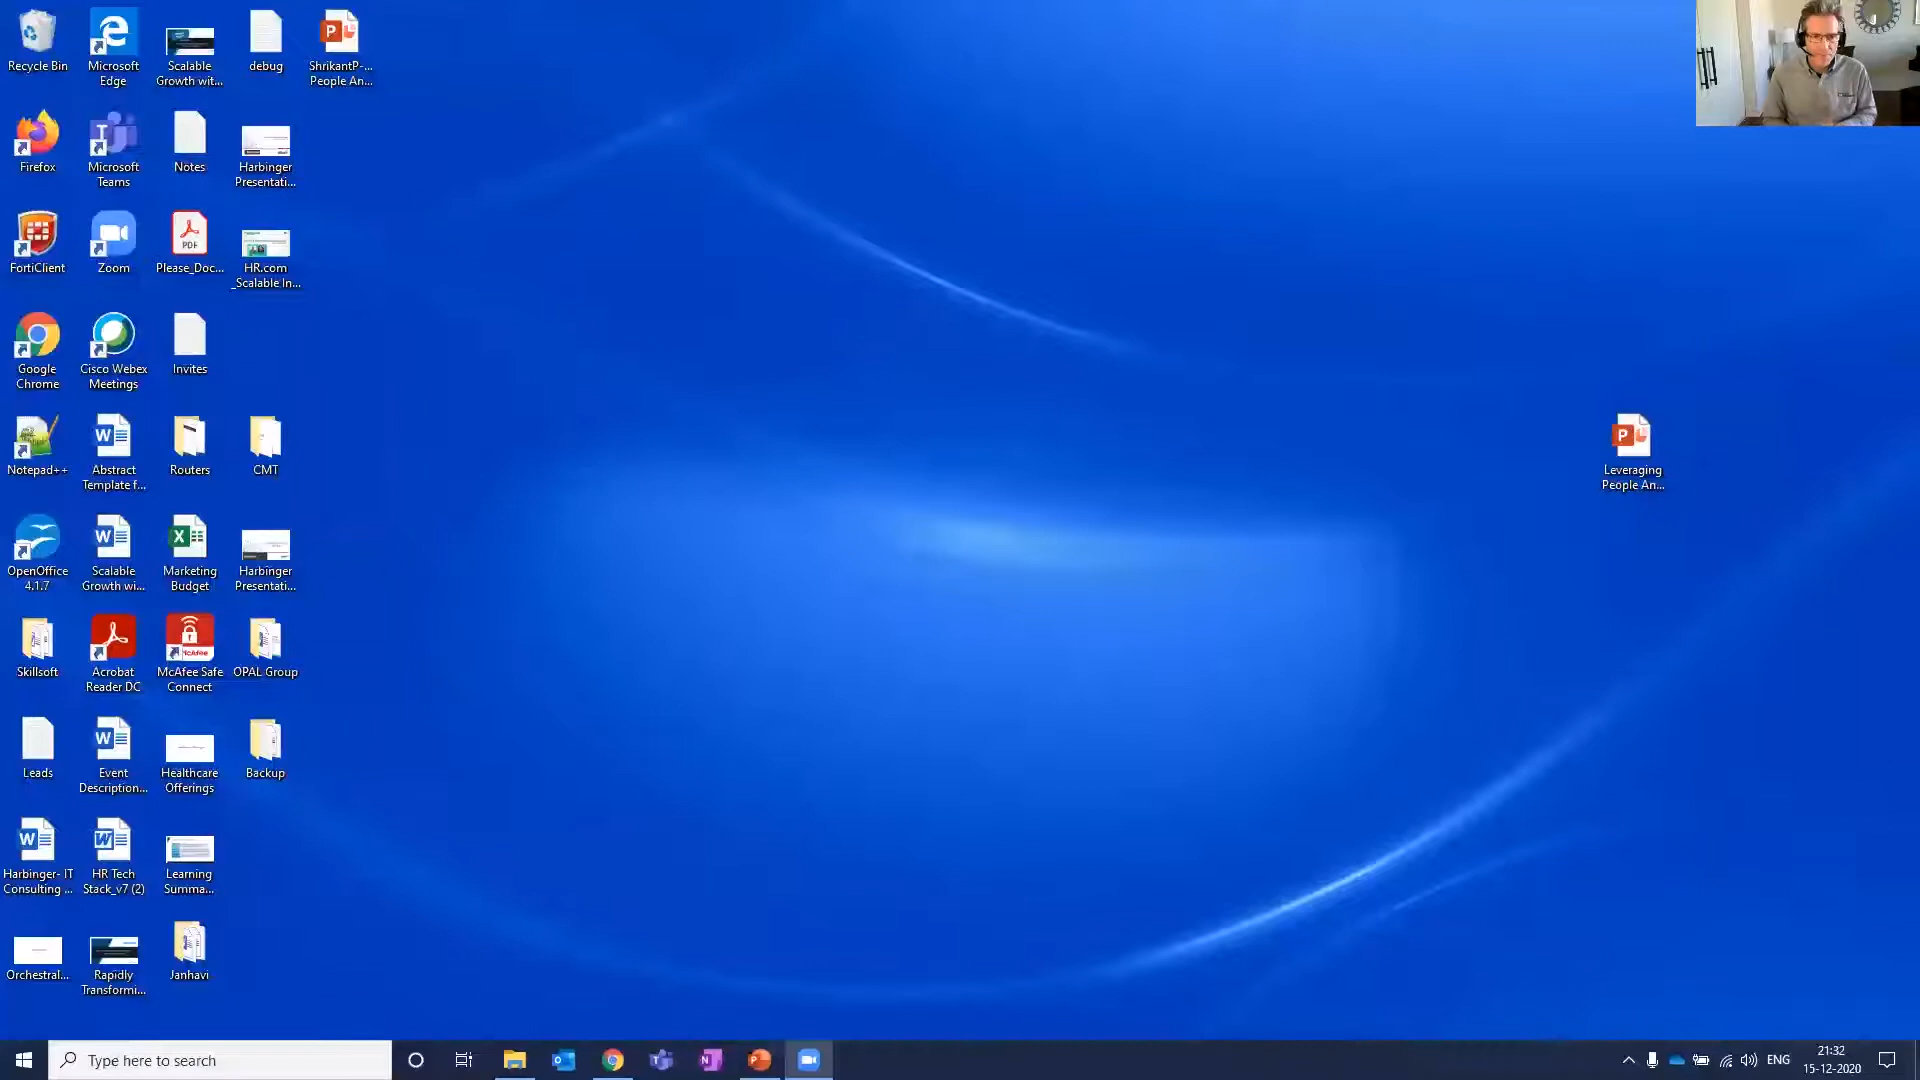 Recycle Bin
Microsoft
Edge
Scalable
Growth wit...
debug
ShrikantP-...
People An...
Firefox
Microsoft
Teams
Notes
Harbinger
Presentati...
FortiClient
Zoom
PDF
Please_Doc...
HR.com
_Scalable In...
Google
Chrome
Cisco Webex
Meetings
Invites
Notepad++
Abstract
Template f...
Routers
CMT
Leveraging
People An...
OpenOffice
4.1.7
Scalable
Growth wi...
Marketing
Budget
Harbinger
Presentati...
Skillsoft
Acrobat
Reader DC
McAfee
McAfee Safe
Connect
OPAL Group
Leads
Event
Description...
Healthcare
Offerings
Backup
Harbinger- IT
Consulting ...
HR Tech
Stack_v7 (2)
Learning
Summa...
Orchestral...
Rapidly
Transformi...
Janhavi
Type here to search
ENG
21:32
15-12-2020